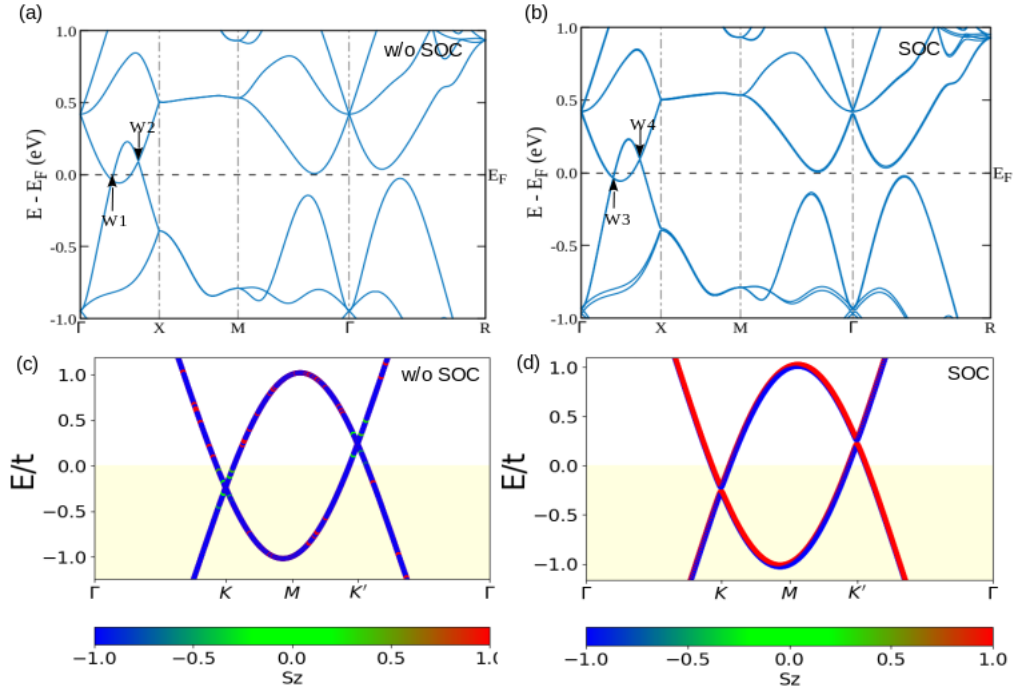 (a)
1.0
w/o SOC
0.5
W2
E - E_F (eV)
0.0
E_F
W1
-0.5
-1.0
Γ X M Γ R
(b)
1.0
SOC
0.5
W4
E - E_F (eV)
0.0
E_F
W3
-0.5
-1.0
Γ X M Γ R
(c)
w/o SOC
1.0
0.5
E/t
0.0
−0.5
−1.0
Γ K M K′ Γ
−1.0 −0.5 0.0 0.5 1.0
Sz
(d)
SOC
1.0
0.5
E/t
0.0
−0.5
−1.0
Γ K M K′ Γ
−1.0 −0.5 0.0 0.5 1.0
Sz